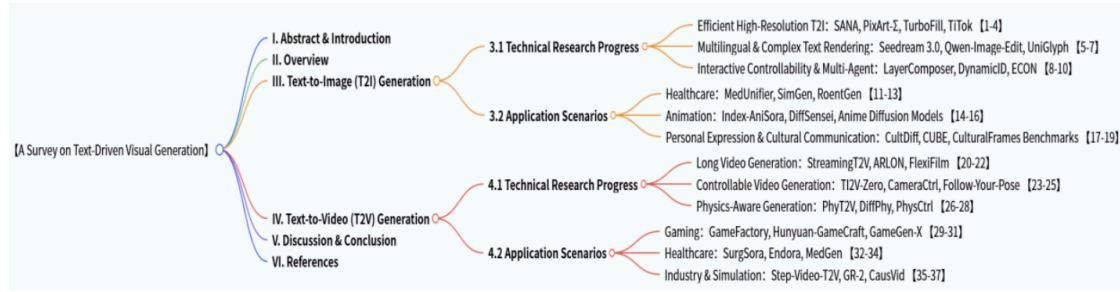 【A Survey on Text-Driven Visual Generation】
I. Abstract & Introduction
II. Overview
III. Text-to-Image (T2I) Generation
3.1 Technical Research Progress
Efficient High-Resolution T2I: SANA, PixArt-Σ, TurboFill, TiTok 【1-4】
Multilingual & Complex Text Rendering: Seedream 3.0, Qwen-Image-Edit, UniGlyph 【5-7】
Interactive Controllability & Multi-Agent: LayerComposer, DynamicID, ECON 【8-10】
3.2 Application Scenarios
Healthcare: MedUnifier, SimGen, RoentGen 【11-13】
Animation: Index-AniSora, DiffSensei, Anime Diffusion Models 【14-16】
Personal Expression & Cultural Communication: CultDiff, CUBE, CulturalFrames Benchmarks 【17-19】
IV. Text-to-Video (T2V) Generation
4.1 Technical Research Progress
Long Video Generation: StreamingT2V, ARLON, FlexiFilm 【20-22】
Controllable Video Generation: TI2V-Zero, CameraCtrl, Follow-Your-Pose 【23-25】
Physics-Aware Generation: PhyT2V, DiffPhy, PhysCtrl 【26-28】
4.2 Application Scenarios
Gaming: GameFactory, Hunyuan-GameCraft, GameGen-X 【29-31】
Healthcare: SurgSora, Endora, MedGen 【32-34】
Industry & Simulation: Step-Video-T2V, GR-2, CausVid 【35-37】
V. Discussion & Conclusion
VI. References